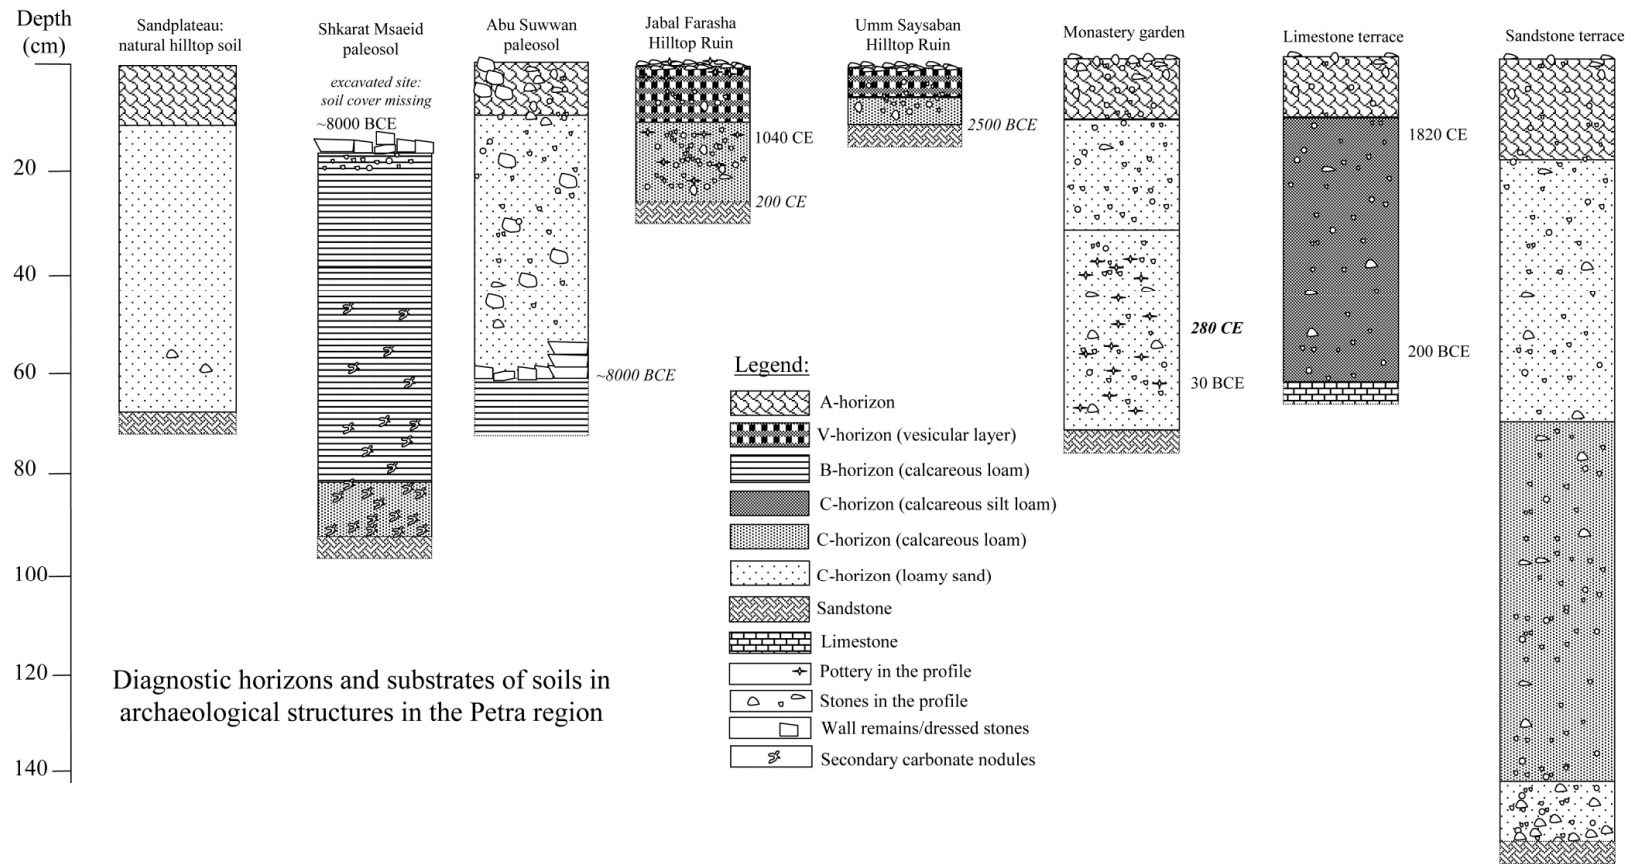 Depth
(cm)
20
40
60
80
100
120
140
Sandplateau:
natural hilltop soil
Shkarat Msaeid
paleosol
excavated site:
soil cover missing
~8000 BCE
Abu Suwwan
paleosol
~8000 BCE
Jabal Farasha
Hilltop Ruin
1040 CE
200 CE
Umm Saysaban
Hilltop Ruin
2500 BCE
Monastery garden
280 CE
30 BCE
Limestone terrace
1820 CE
200 BCE
Sandstone terrace
Legend:
A-horizon
V-horizon (vesicular layer)
B-horizon (calcareous loam)
C-horizon (calcareous silt loam)
C-horizon (calcareous loam)
C-horizon (loamy sand)
Sandstone
Limestone
Pottery in the profile
Stones in the profile
Wall remains/dressed stones
Secondary carbonate nodules
Diagnostic horizons and substrates of soils in
archaeological structures in the Petra region